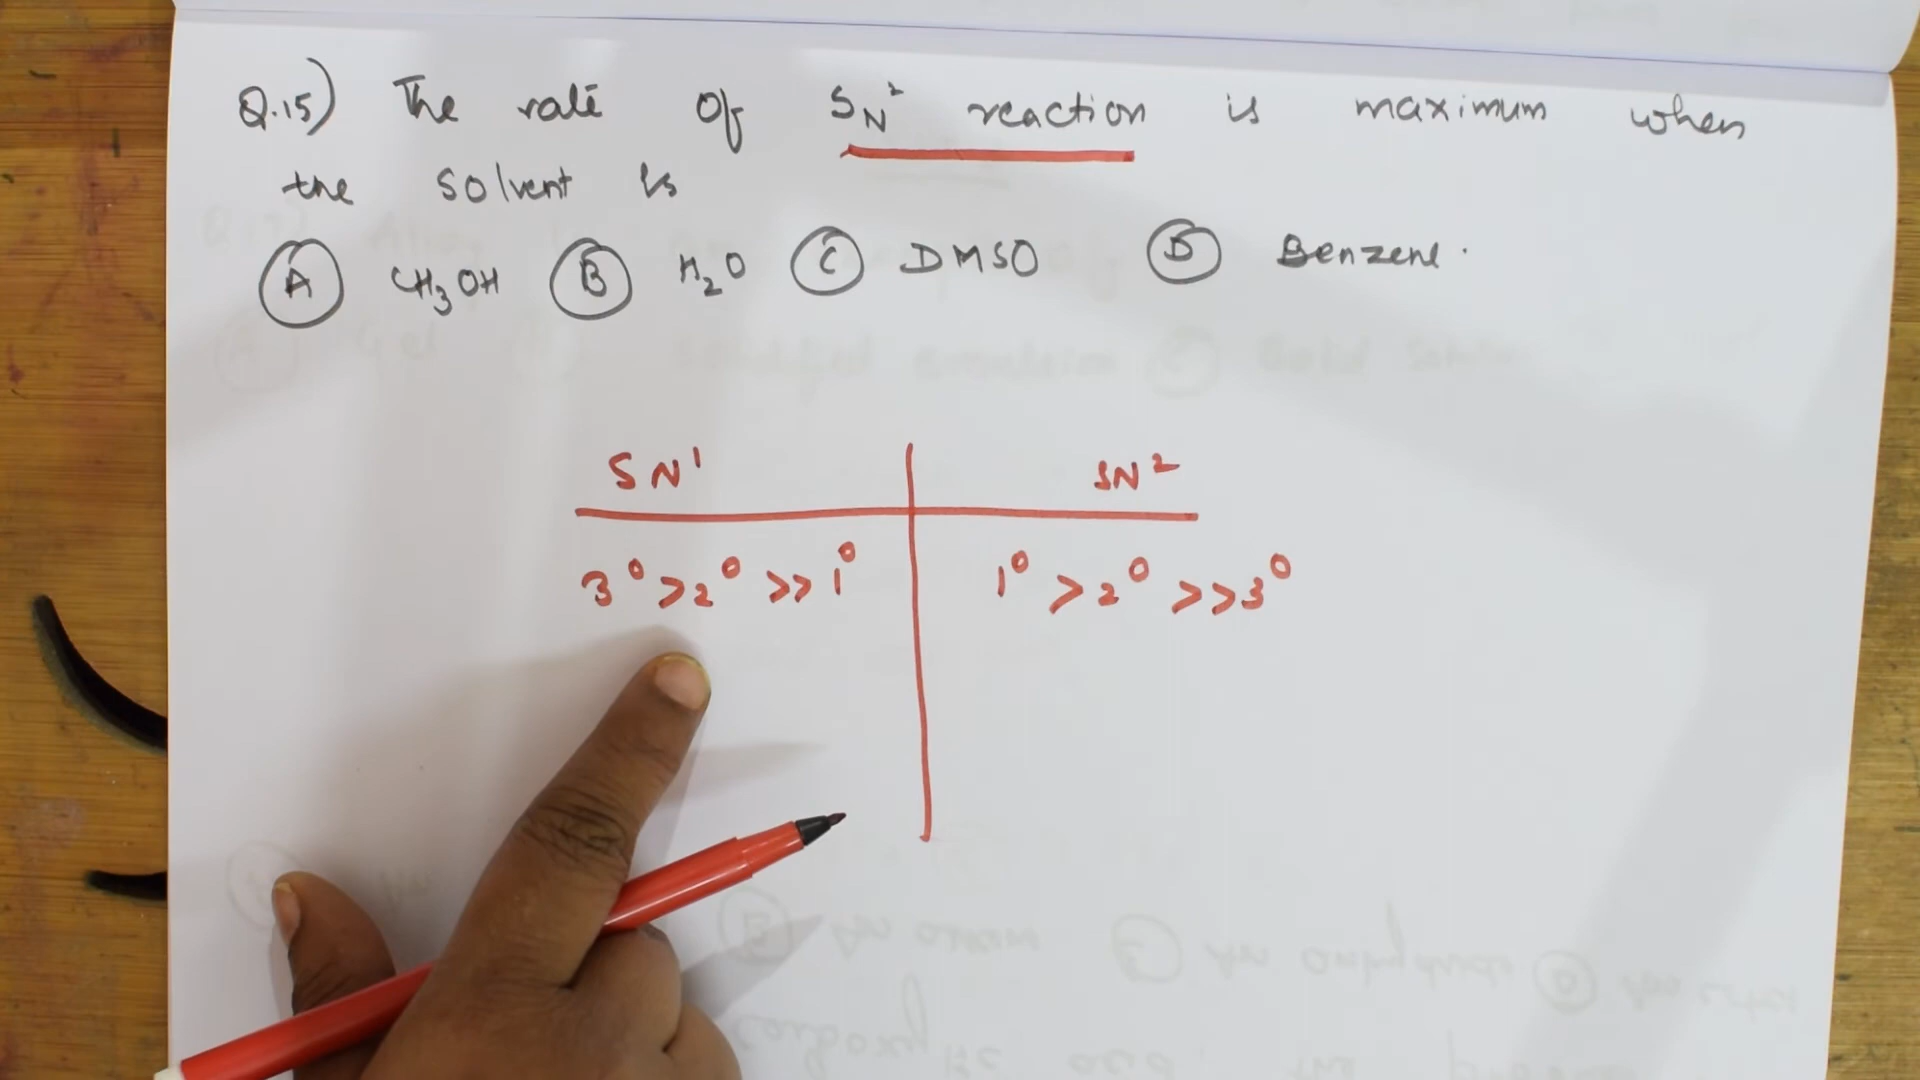 Q.15) The rate of SN² reaction is maximum when
the solvent is
(A) CH₃OH (B) H₂O (C) DMSO (D) Benzene.
SN¹ SN²
3° > 2° >> 1° 1° > 2° >> 3°